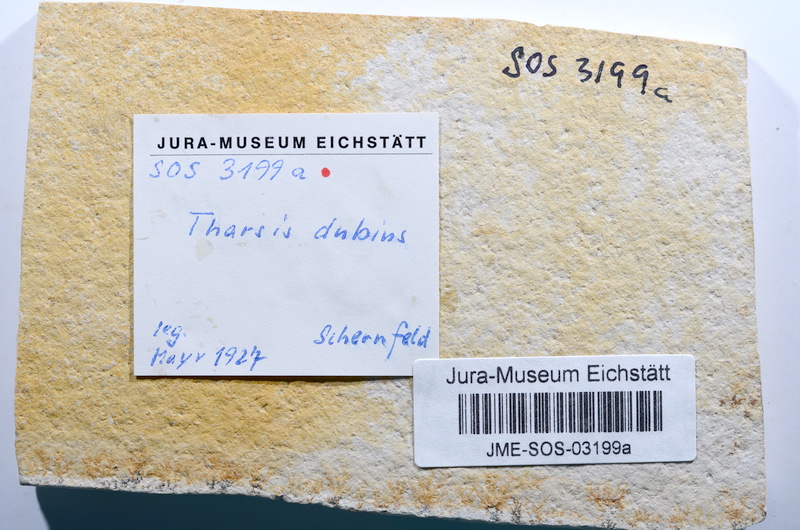 SOS 3199a
JURA-MUSEUM EICHSTÄTT
SOS 3199a
Tharsis dubius
leg.
Mayr 1927
Schernfeld
Jura-Museum Eichstätt
JME-SOS-03199a